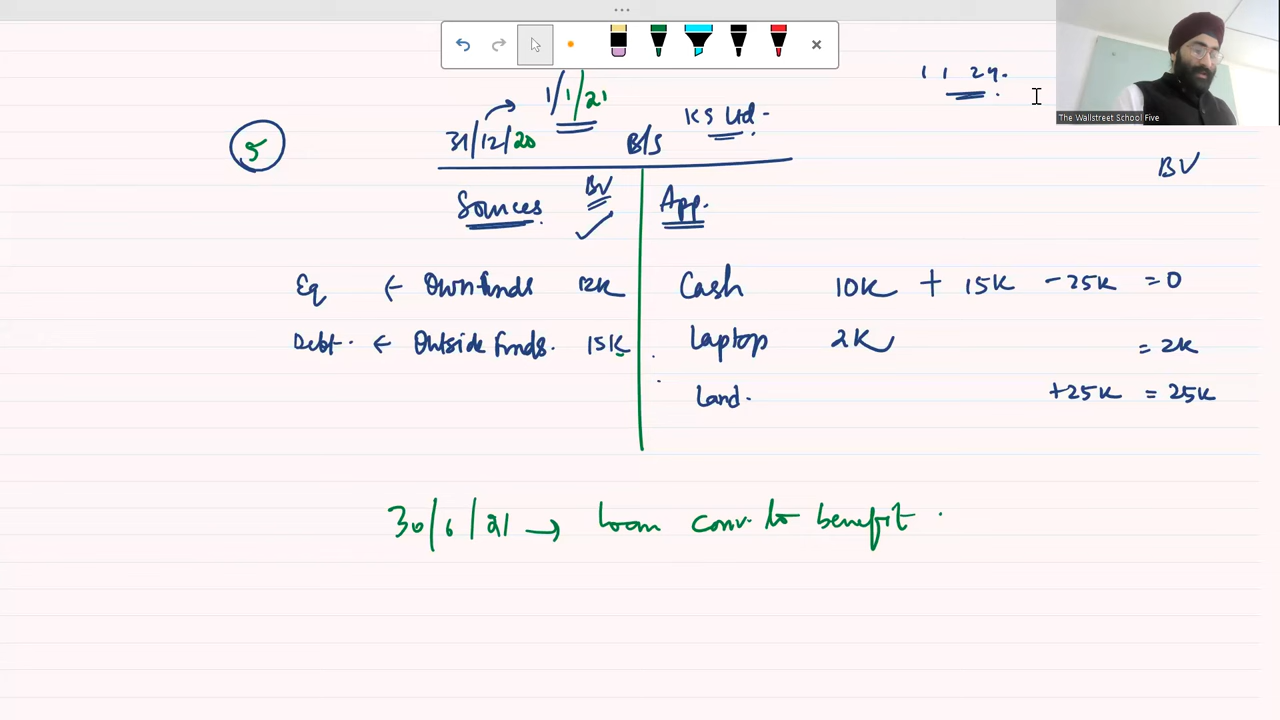 1 1 24.
The Wallstreet School Five
1/1/21
31/12/20 B/S KS Ltd.
5
BV
Sources BV App.
Eq ← Own funds 12K Cash 10K + 15K - 25K = 0
Debt. ← Outside funds. 15K Laptop 2K = 2K
Land. +25K = 25K
30/6/21 → loan conv. to benefit.